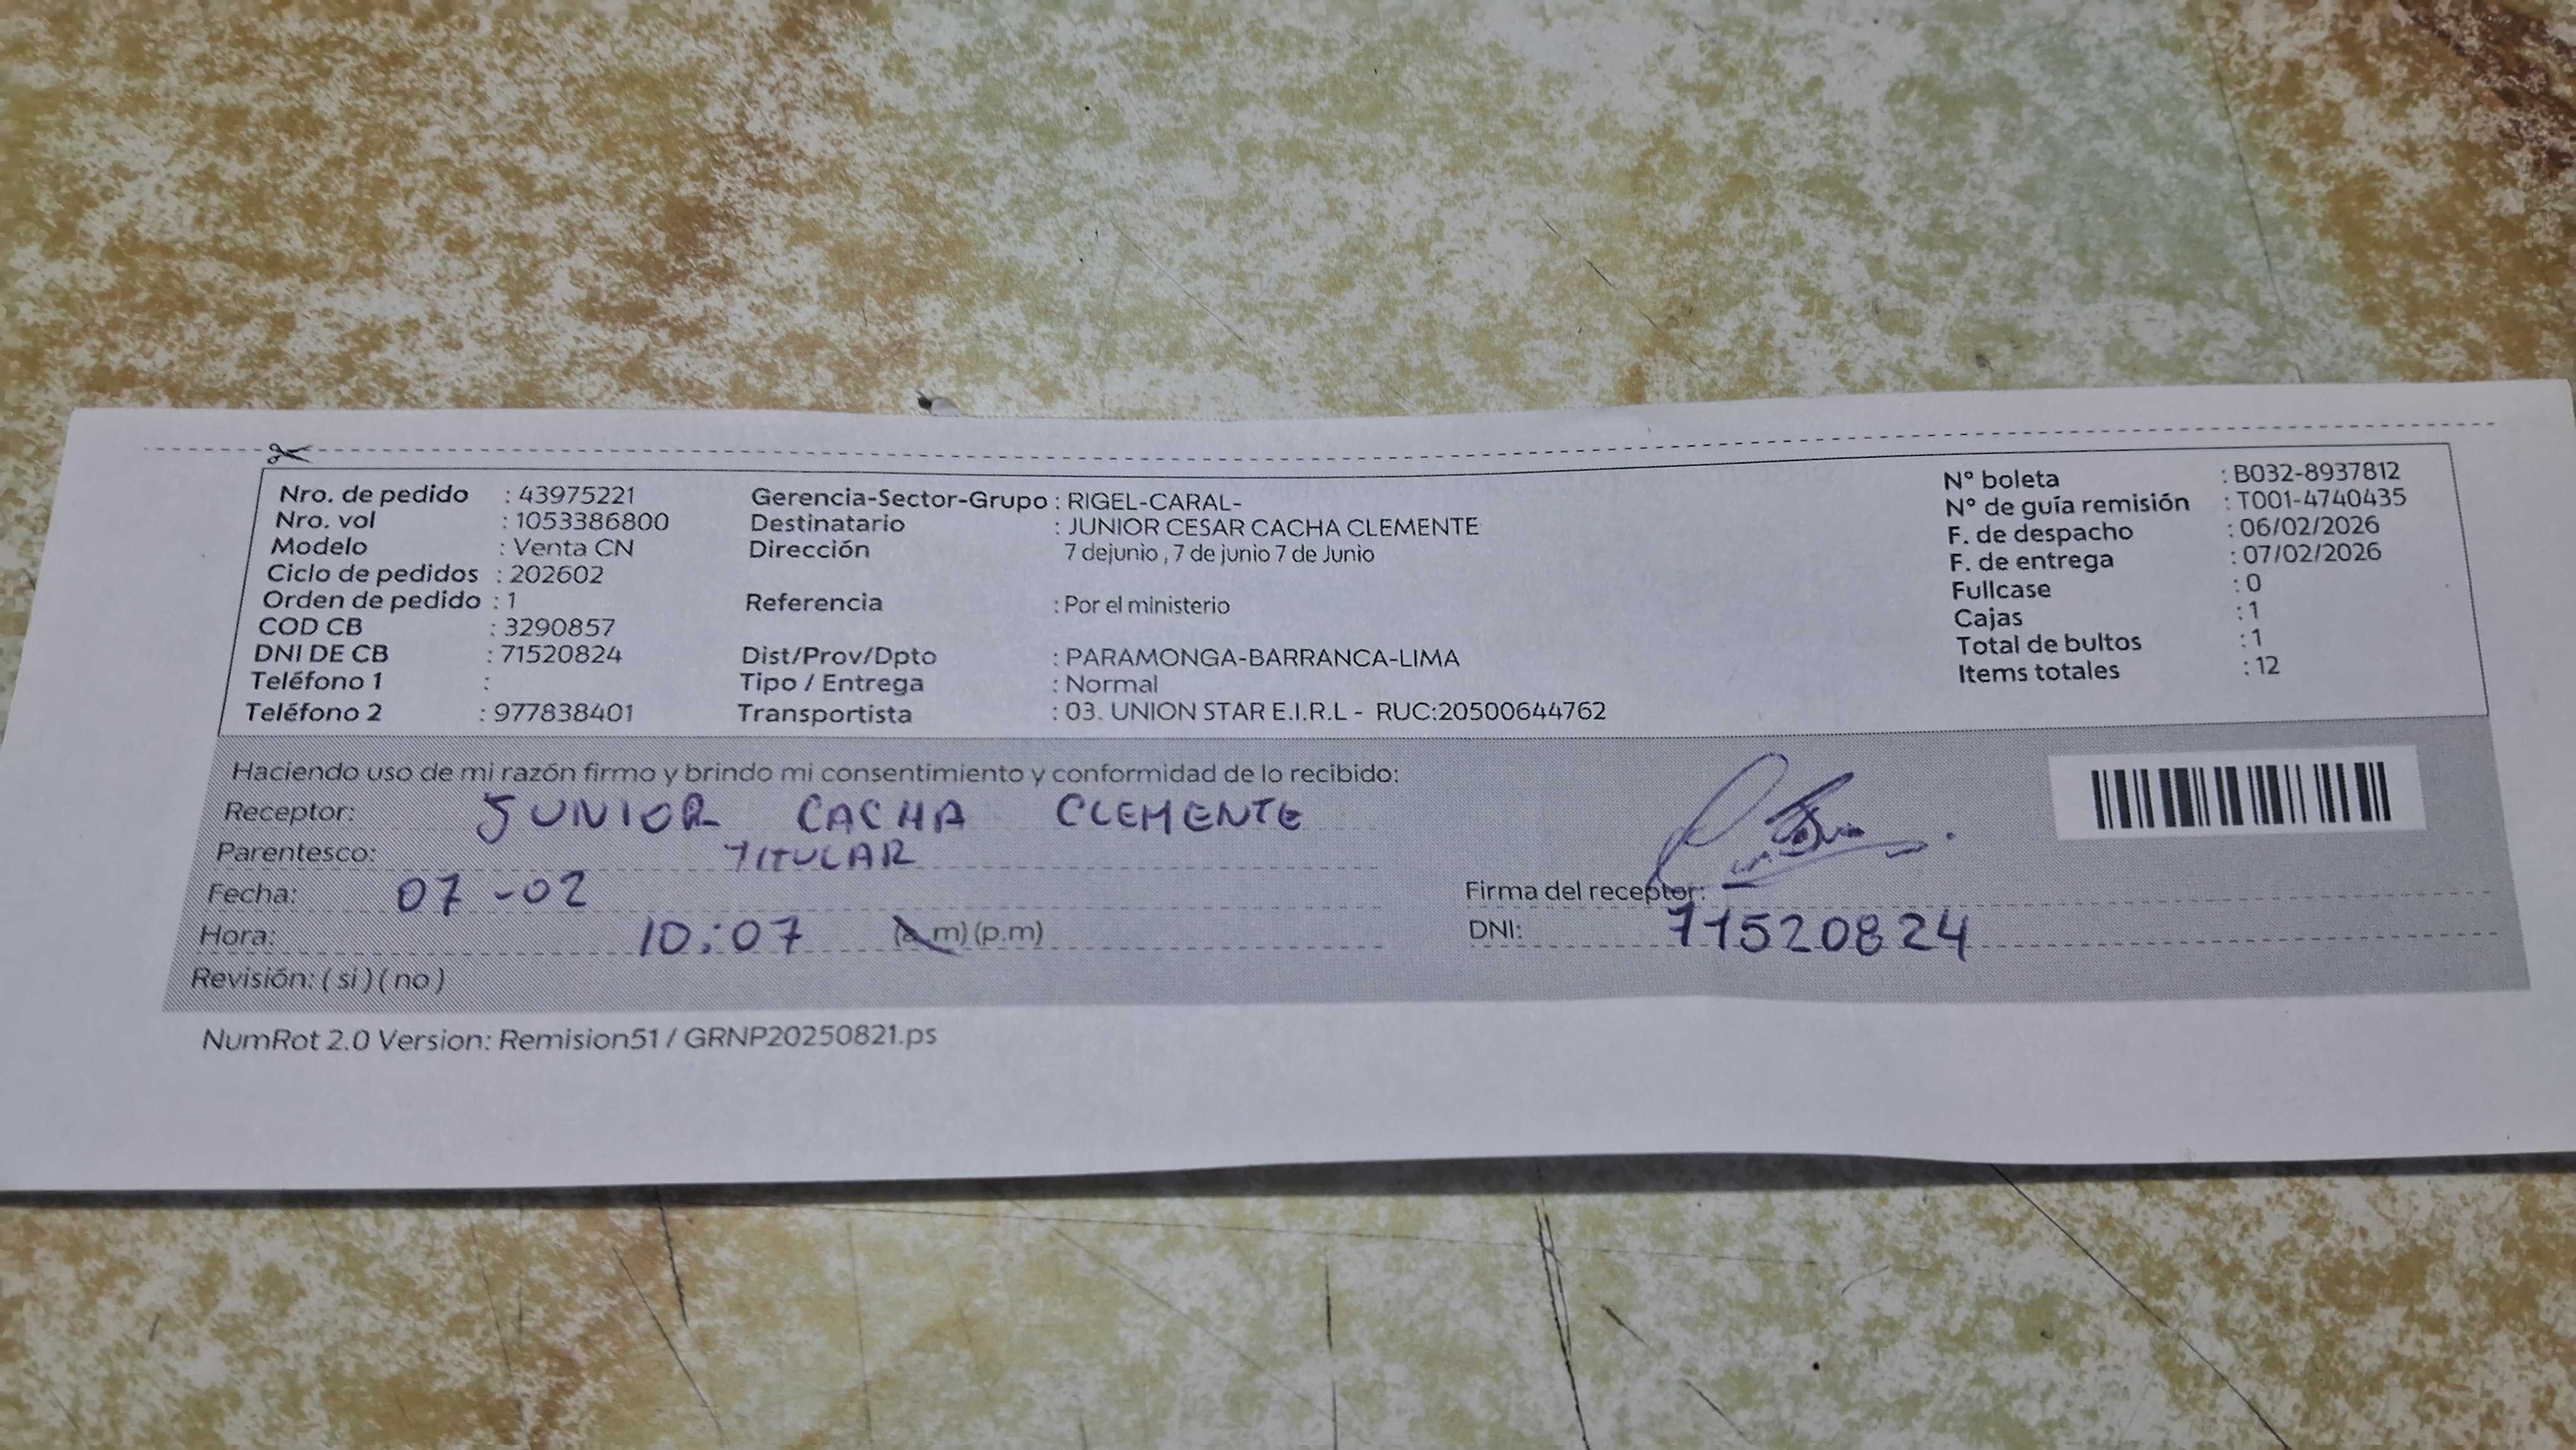 Nro. de pedido : 43975221
Nro. vol : 1053386800
Modelo : Venta CN
Ciclo de pedidos : 202602
Orden de pedido : 1
COD CB : 3290857
DNI DE CB : 71520824
Teléfono 1 :
Teléfono 2 : 977838401
Gerencia-Sector-Grupo : RIGEL-CARAL-
Destinatario : JUNIOR CESAR CACHA CLEMENTE
Dirección 7 dejunio , 7 de junio 7 de Junio
Referencia : Por el ministerio
Dist/Prov/Dpto : PARAMONGA-BARRANCA-LIMA
Tipo / Entrega : Normal
Transportista : 03. UNION STAR E.I.R.L - RUC:20500644762
N° boleta : B032-8937812
N° de guía remisión : T001-4740435
F. de despacho : 06/02/2026
F. de entrega : 07/02/2026
Fullcase : 0
Cajas : 1
Total de bultos : 1
Items totales : 12
Haciendo uso de mi razón firmo y brindo mi consentimiento y conformidad de lo recibido:
Receptor: JUNIOR CACHA CLEMENTE
Parentesco: TITULAR
Fecha: 07-02
Hora: 10:07 (a.m) (p.m)
Revisión: ( si ) ( no )
Firma del receptor:
DNI: 71520824
NumRot 2.0 Version: Remision51 / GRNP20250821.ps